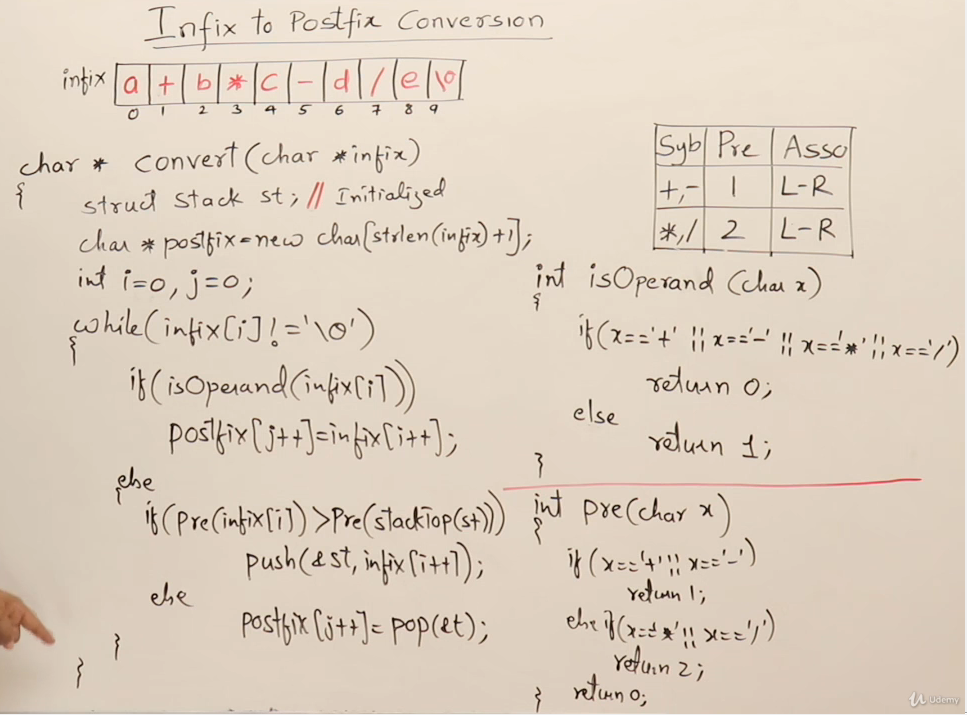 Infix to Postfix Conversion
infix a + b * c - d / e \0
0 1 2 3 4 5 6 7 8 9
char * convert(char *infix)
{
struct stack st; // Initialized
char * postfix=new char[strlen(infix)+1];
int i=0, j=0;
while(infix[i]!='\0')
{
if(isOperand(infix[i]))
postfix[j++]=infix[i++];
else
{
if(pre(infix[i])>pre(stackTop(st)))
push(&st, infix[i++]);
else
postfix[j++]=pop(&t);
}
}
Syb Pre Asso
+,- 1 L-R
*,/ 2 L-R
int isOperand (char x)
{
if(x=='+' || x=='-' || x=='*' || x=='/')
return 0;
else
return 1;
}
int pre(char x)
{
if (x=='+' || x=='-')
return 1;
else if(x=='*' || x=='/')
return 2;
} return 0;
Udemy